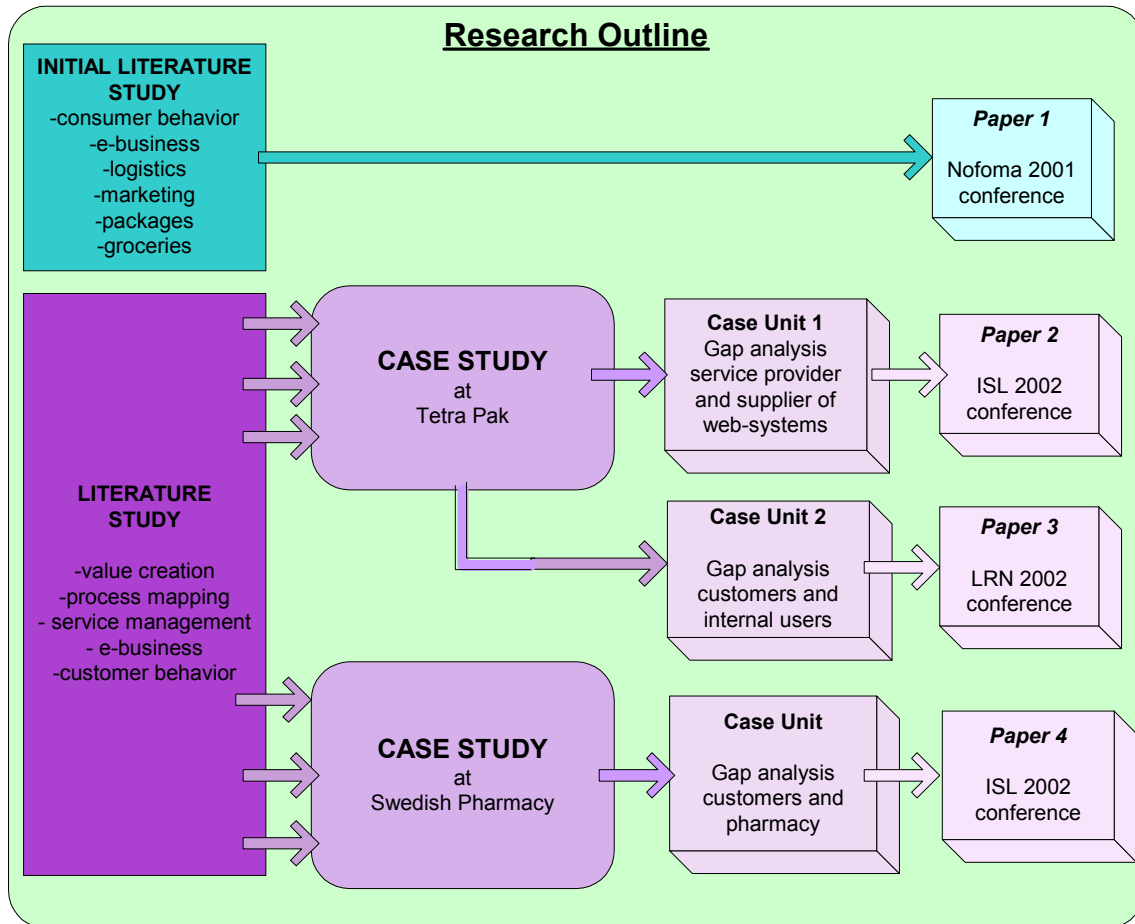 Research Outline
INITIAL LITERATURE
STUDY
-consumer behavior
-e-business
-logistics
-marketing
-packages
-groceries
Paper 1
Nofoma 2001
conference
LITERATURE
STUDY
-value creation
-process mapping
- service management
- e-business
-customer behavior
CASE STUDY
at
Tetra Pak
Case Unit 1
Gap analysis
service provider
and supplier of
web-systems
Paper 2
ISL 2002
conference
Case Unit 2
Gap analysis
customers and
internal users
Paper 3
LRN 2002
conference
CASE STUDY
at
Swedish Pharmacy
Case Unit
Gap analysis
customers and
pharmacy
Paper 4
ISL 2002
conference